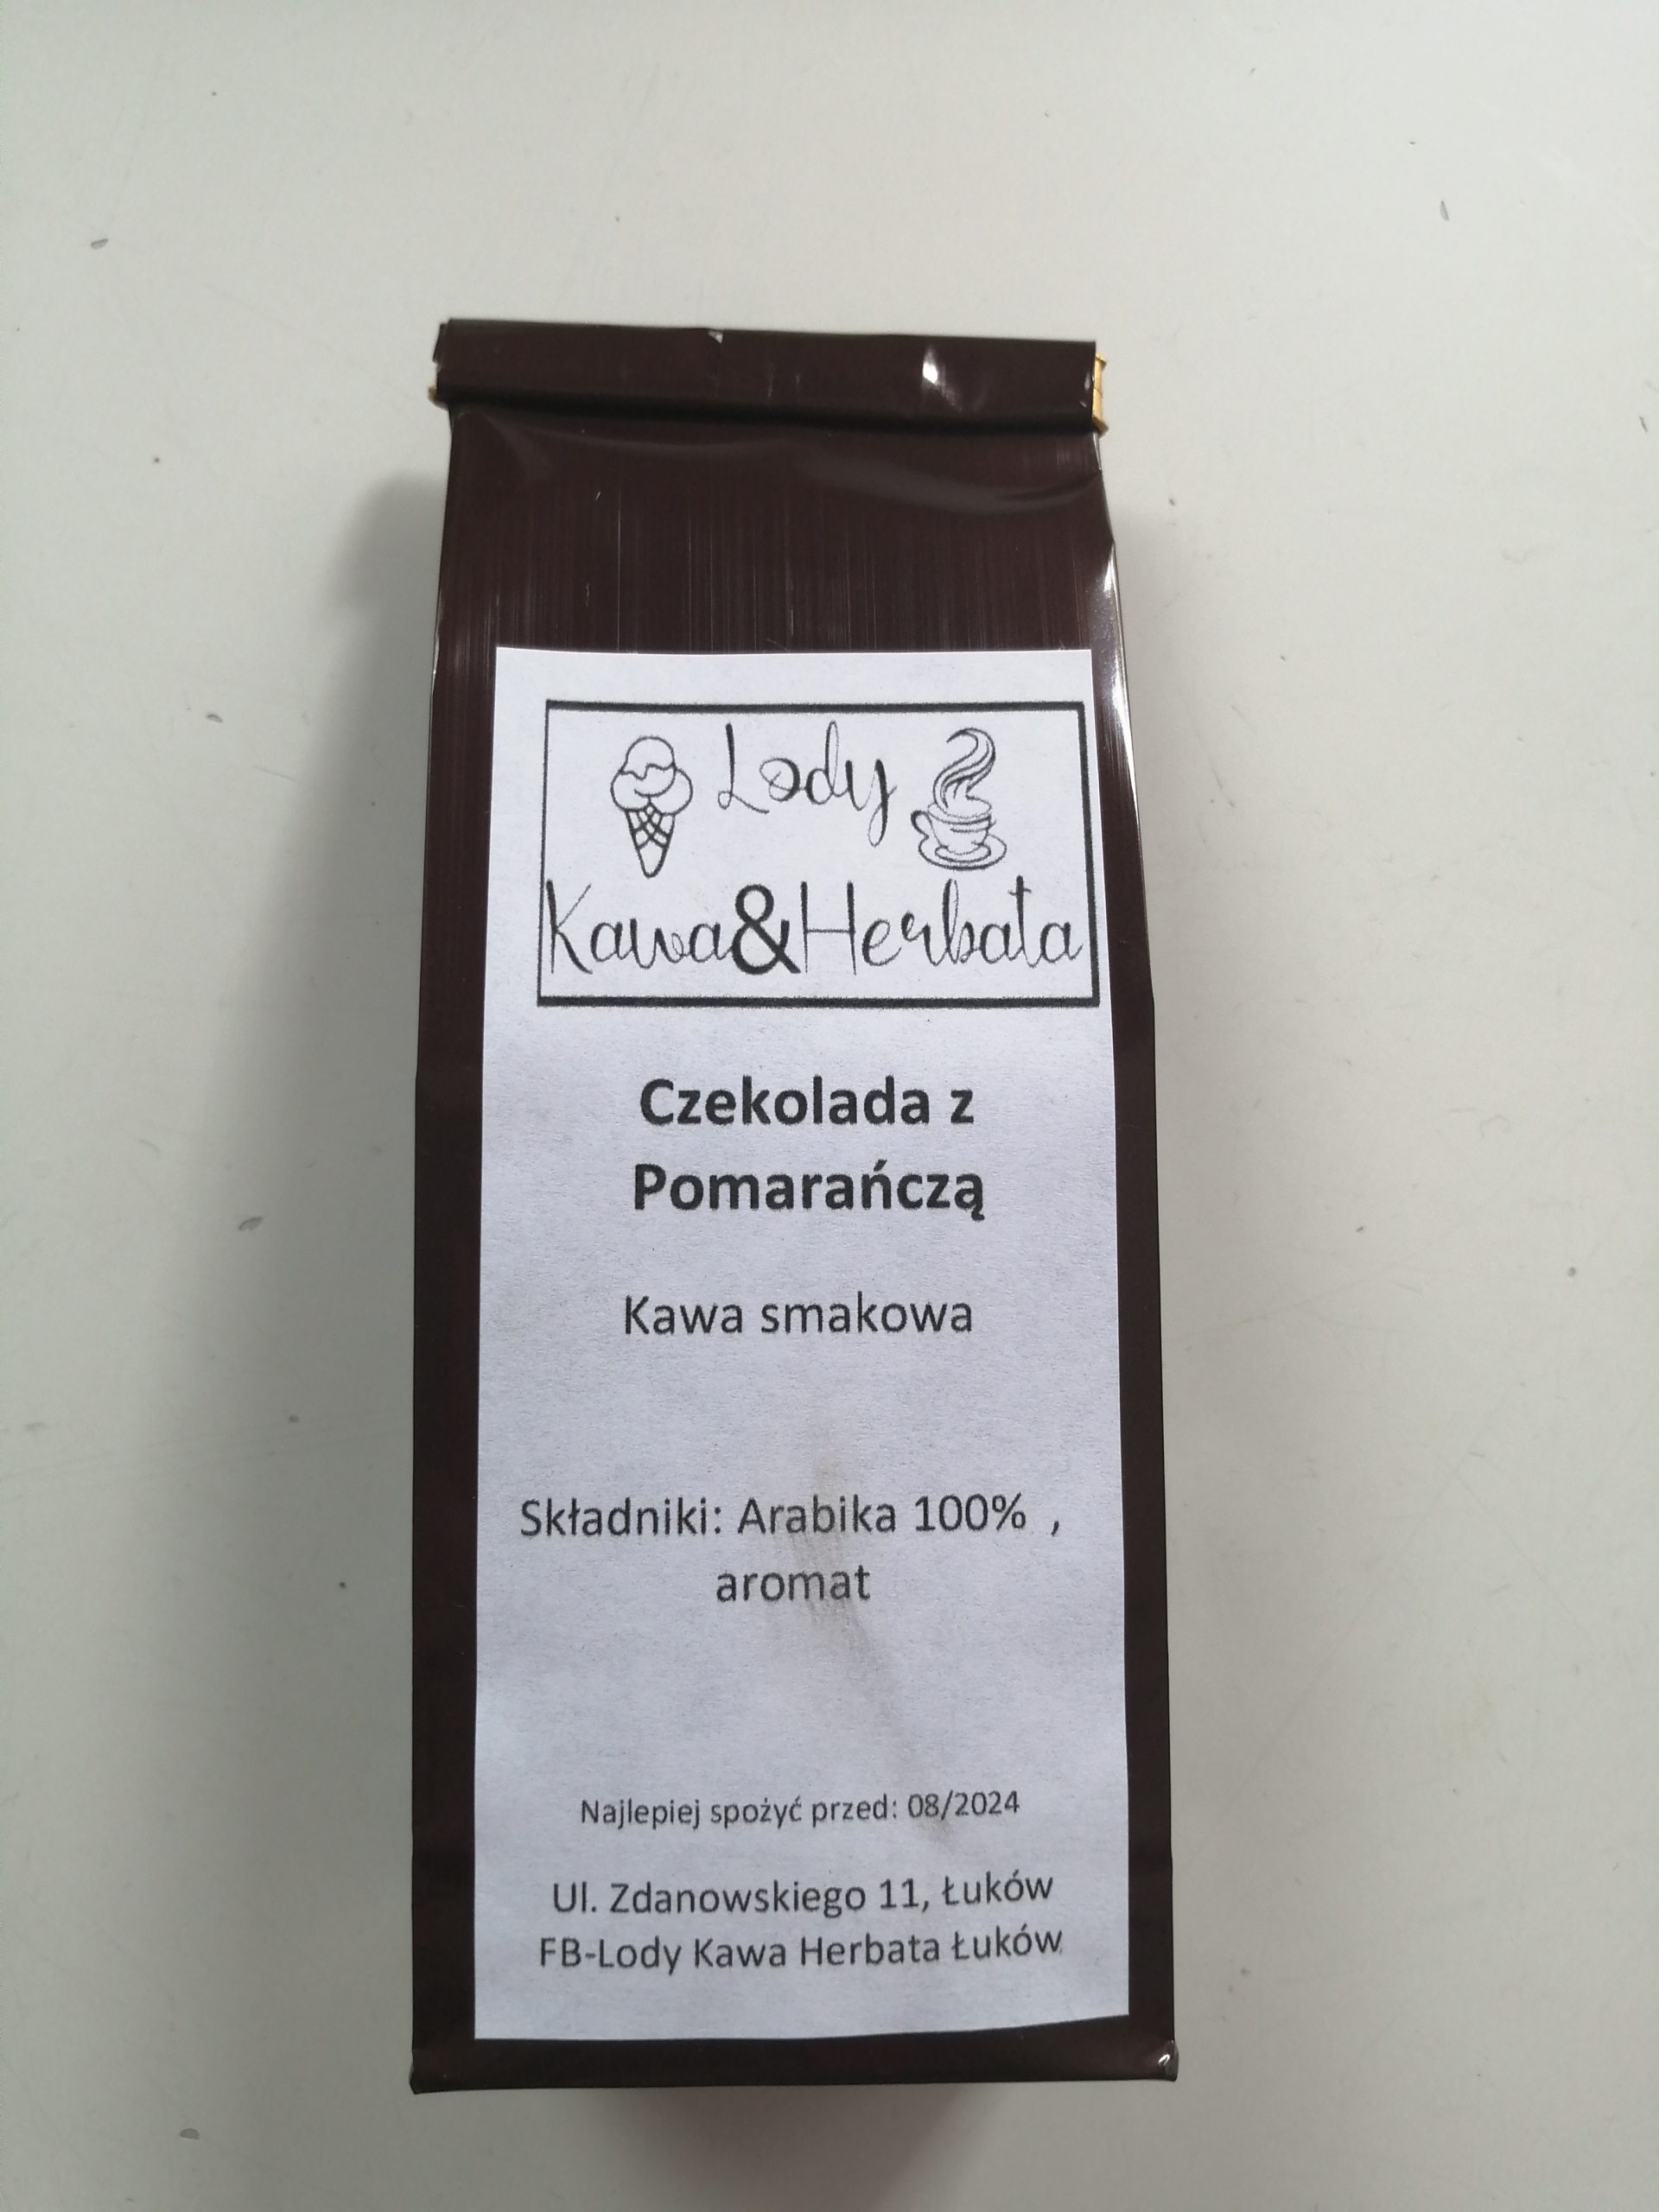 Lody
Kawa&Herbata
Czekolada z
Pomarańczą
Kawa smakowa
Składniki: Arabika 100% ,
aromat
Najlepiej spożyć przed: 08/2024
Ul. Zdanowskiego 11, Łuków
FB-Lody Kawa Herbata Łuków